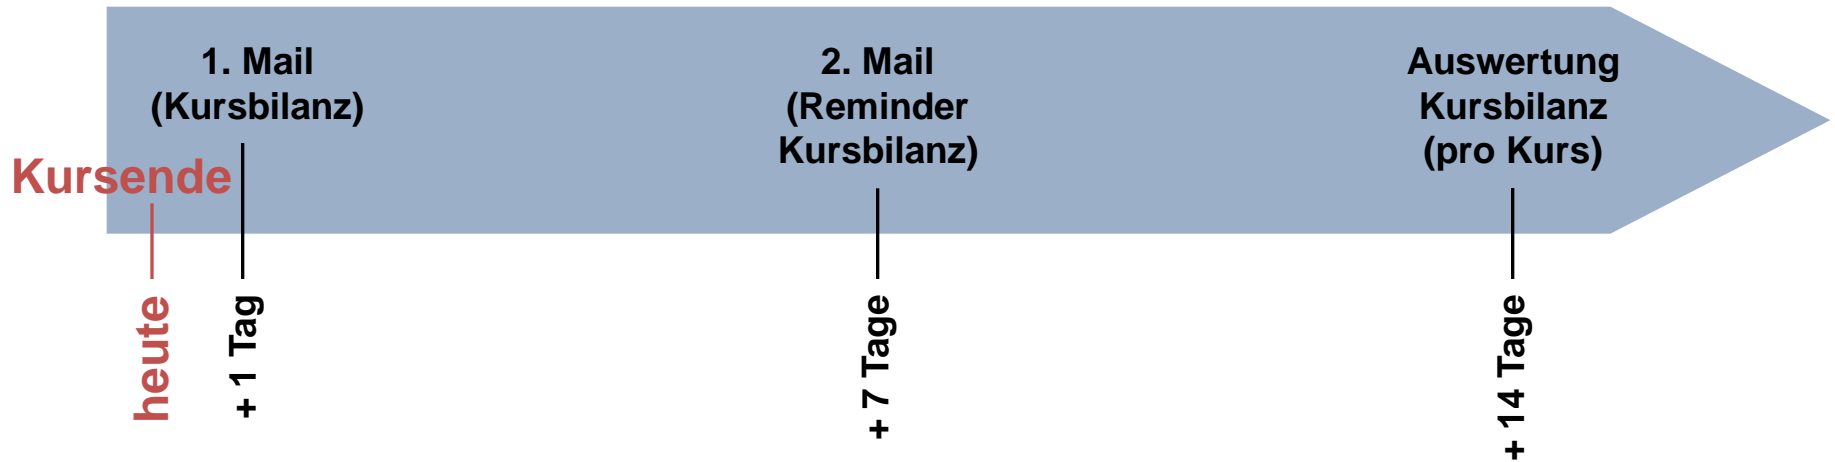 1. Mail
(Kursbilanz)
2. Mail
(Reminder
Kursbilanz)
Auswertung
Kursbilanz
(pro Kurs)
Kursende
heute
+ 1 Tag
+ 7 Tage
+ 14 Tage